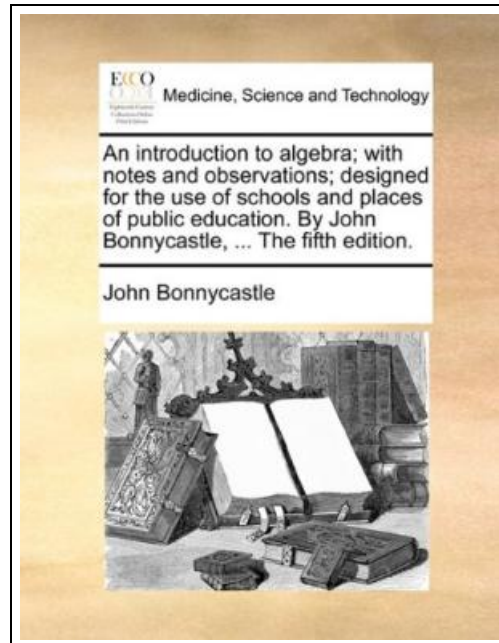 ECCO
Medicine, Science and Technology
An introduction to algebra; with
notes and observations; designed
for the use of schools and places
of public education. By John
Bonnycastle, ... The fifth edition.
John Bonnycastle